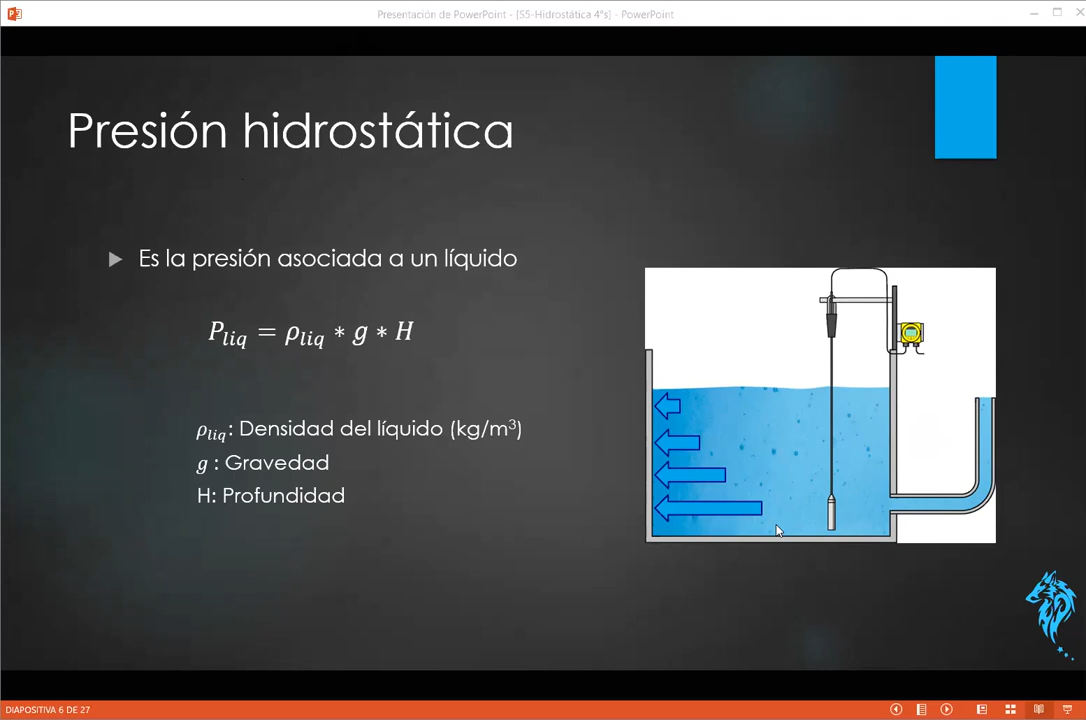 Presentación de PowerPoint - [S5-Hidrostática 4°s] - PowerPoint
Presión hidrostática
Es la presión asociada a un líquido
P_liq = ρ_liq * g * H
ρ_liq: Densidad del líquido (kg/m³)
g : Gravedad
H: Profundidad
DIAPOSITIVA 6 DE 27